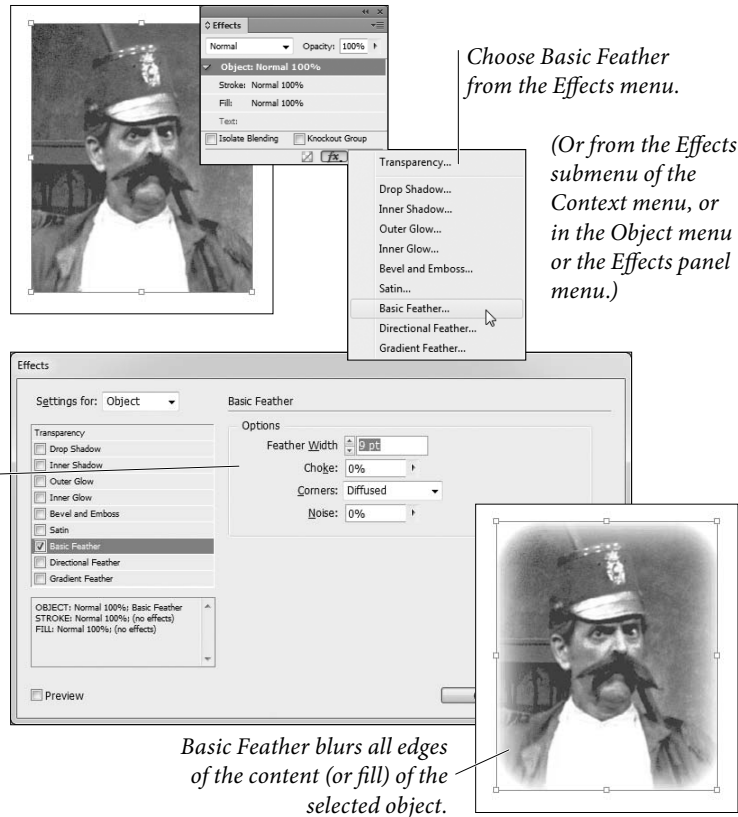 Effects
Normal Opacity: 100%
Object: Normal 100%
Stroke: Normal 100%
Fill: Normal 100%
Text:
Isolate Blending Knockout Group
fx.
Choose Basic Feather
from the Effects menu.
(Or from the Effects
submenu of the
Context menu, or
in the Object menu
or the Effects panel
menu.)
Transparency...
Drop Shadow...
Inner Shadow...
Outer Glow...
Inner Glow...
Bevel and Emboss...
Satin...
Basic Feather...
Directional Feather...
Gradient Feather...
Effects
Settings for: Object
Transparency
Drop Shadow
Inner Shadow
Outer Glow
Inner Glow
Bevel and Emboss
Satin
Basic Feather
Directional Feather
Gradient Feather
OBJECT: Normal 100%; Basic Feather
STROKE: Normal 100%; (no effects)
FILL: Normal 100%; (no effects)
Preview
Basic Feather
Options
Feather Width 9 pt
Choke: 0%
Corners: Diffused
Noise: 0%
Basic Feather blurs all edges
of the content (or fill) of the
selected object.